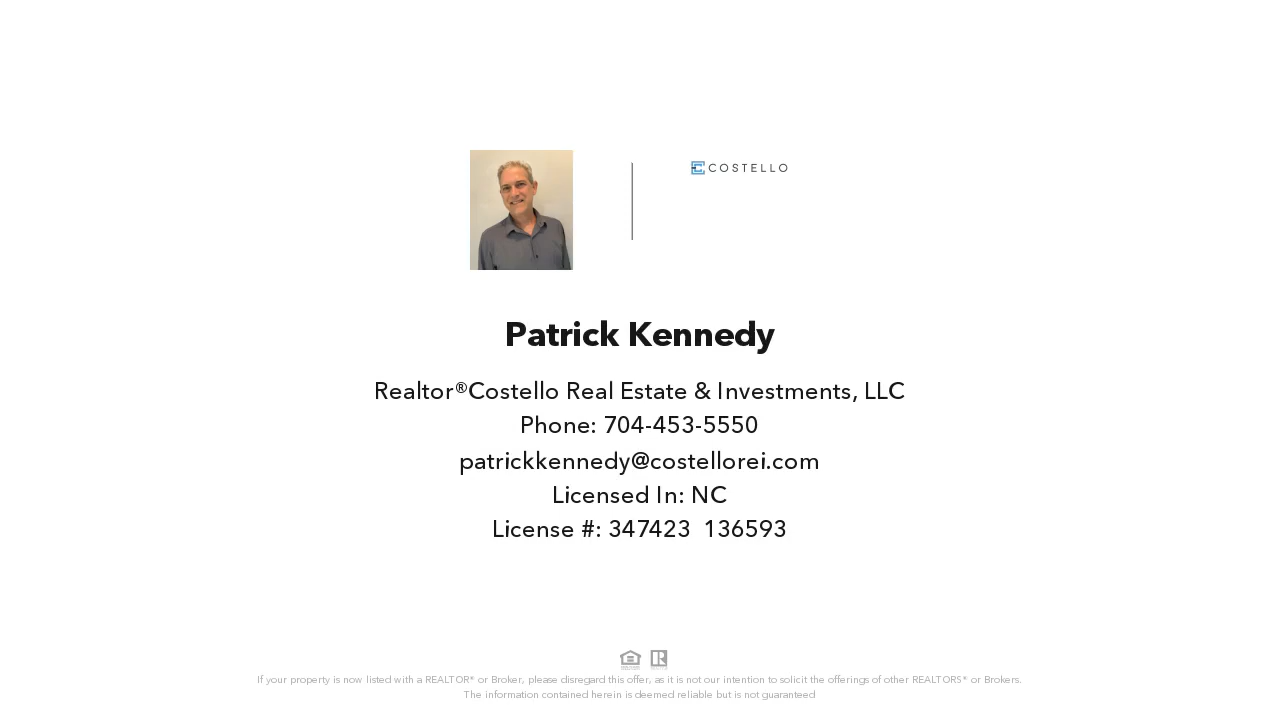 COSTELLO
Patrick Kennedy
Realtor®Costello Real Estate & Investments, LLC
Phone: 704-453-5550
patrickkennedy@costellorei.com
Licensed In: NC
License #: 347423  136593
If your property is now listed with a REALTOR® or Broker, please disregard this offer, as it is not our intention to solicit the offerings of other REALTORS® or Brokers.
The information contained herein is deemed reliable but is not guaranteed